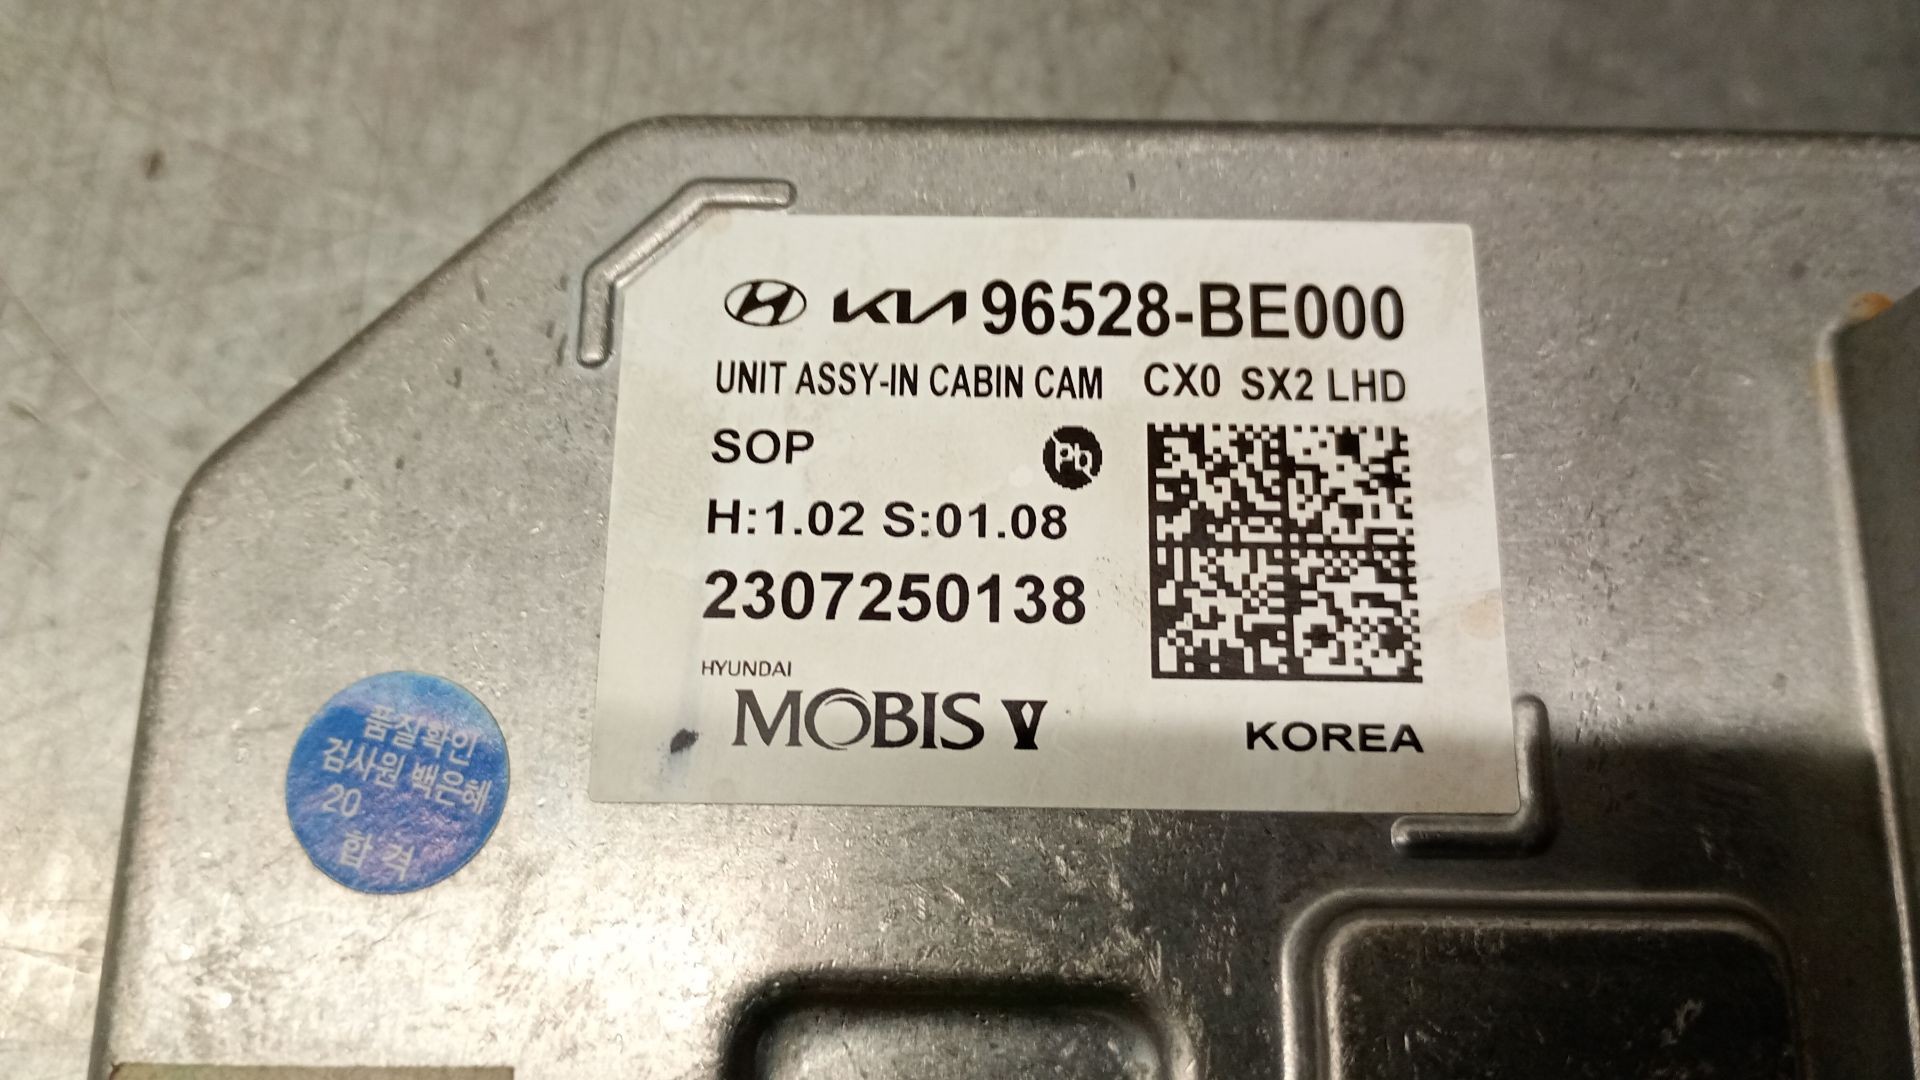 KIA 96528-BE000
UNIT ASSY-IN CABIN CAM CX0 SX2 LHD
SOP
Pb
H:1.02 S:01.08
2307250138
HYUNDAI
MOBIS V
KOREA
품질확인
검사원 백은혜
20
합격